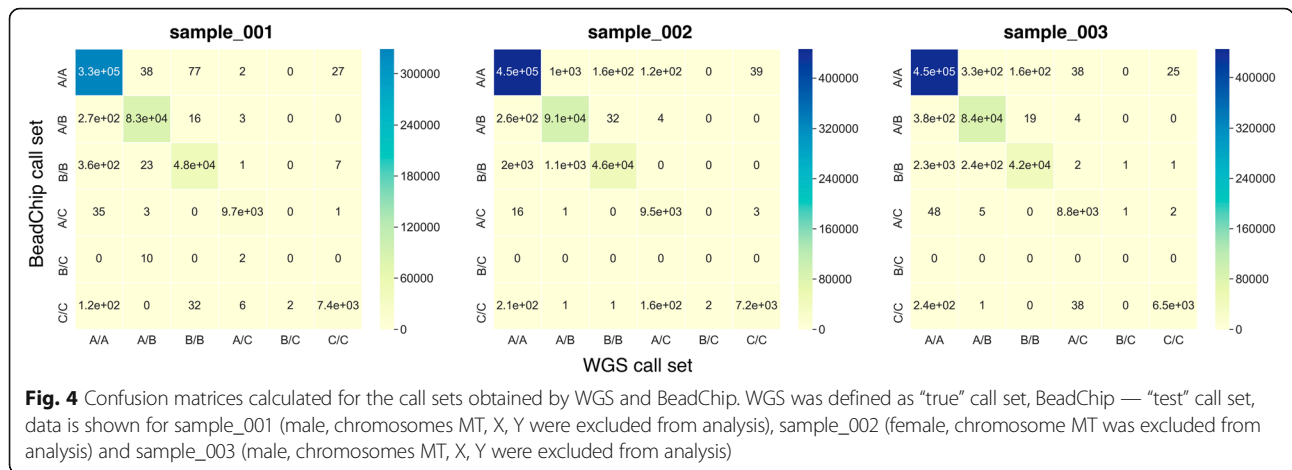 sample_001 sample_002 sample_003
A/A 3.3e+05 38 77 2 0 27 300000 A/A 4.5e+05 1e+03 1.6e+02 1.2e+02 0 39 400000 A/A 4.5e+05 3.3e+02 1.6e+02 38 0 25 400000
A/B 2.7e+02 8.3e+04 16 3 0 0 240000 A/B 2.6e+02 9.1e+04 32 4 0 0 320000 A/B 3.8e+02 8.4e+04 19 4 0 0 320000
B/B 3.6e+02 23 4.8e+04 1 0 7 180000 B/B 2e+03 1.1e+03 4.6e+04 0 0 0 240000 B/B 2.3e+03 2.4e+02 4.2e+04 2 1 1 240000
A/C 35 3 0 9.7e+03 0 1 120000 A/C 16 1 0 9.5e+03 0 3 160000 A/C 48 5 0 8.8e+03 1 2 160000
B/C 0 10 0 2 0 0 60000 B/C 0 0 0 0 0 0 80000 B/C 0 0 0 0 0 0 80000
C/C 1.2e+02 0 32 6 2 7.4e+03 0 C/C 2.1e+02 1 1 1.6e+02 2 7.2e+03 0 C/C 2.4e+02 1 0 38 0 6.5e+03 0
A/A A/B B/B A/C B/C C/C A/A A/B B/B A/C B/C C/C A/A A/B B/B A/C B/C C/C
BeadChip call set
WGS call set
Fig. 4 Confusion matrices calculated for the call sets obtained by WGS and BeadChip. WGS was defined as “true” call set, BeadChip — “test” call set,
data is shown for sample_001 (male, chromosomes MT, X, Y were excluded from analysis), sample_002 (female, chromosome MT was excluded from
analysis) and sample_003 (male, chromosomes MT, X, Y were excluded from analysis)